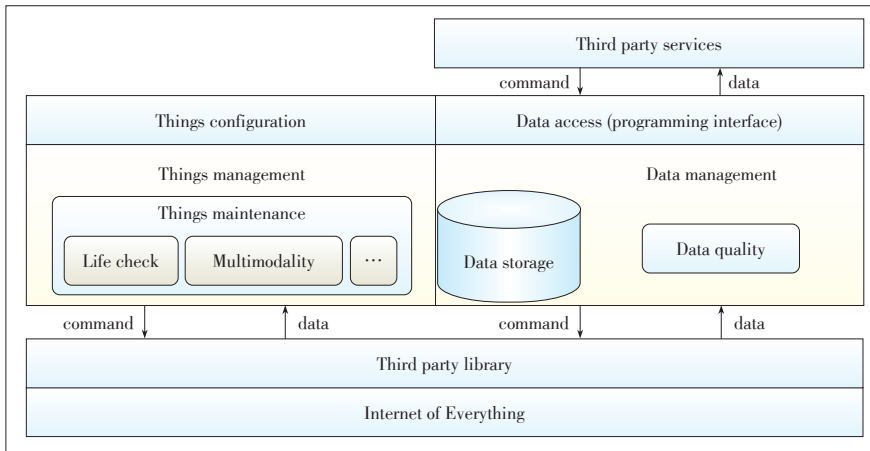 Third party services
command
data
Things configuration
Data access (programming interface)
Things management
Data management
Things maintenance
Life check
Multimodality
...
Data storage
Data quality
command
data
command
data
Third party library
Internet of Everything